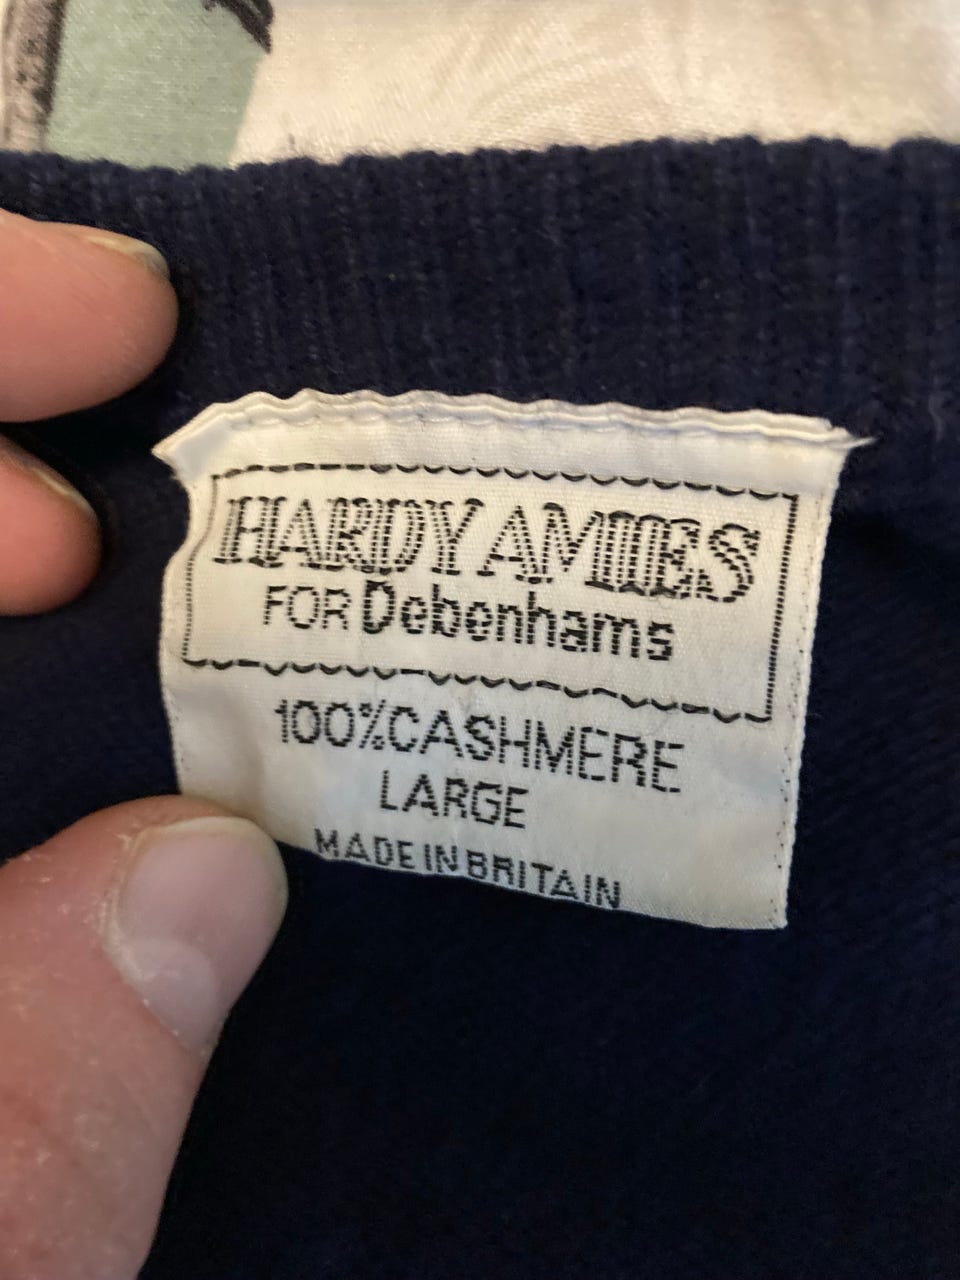 HARDY AMIES
FOR Debenhams
100% CASHMERE
LARGE
MADE IN BRITAIN